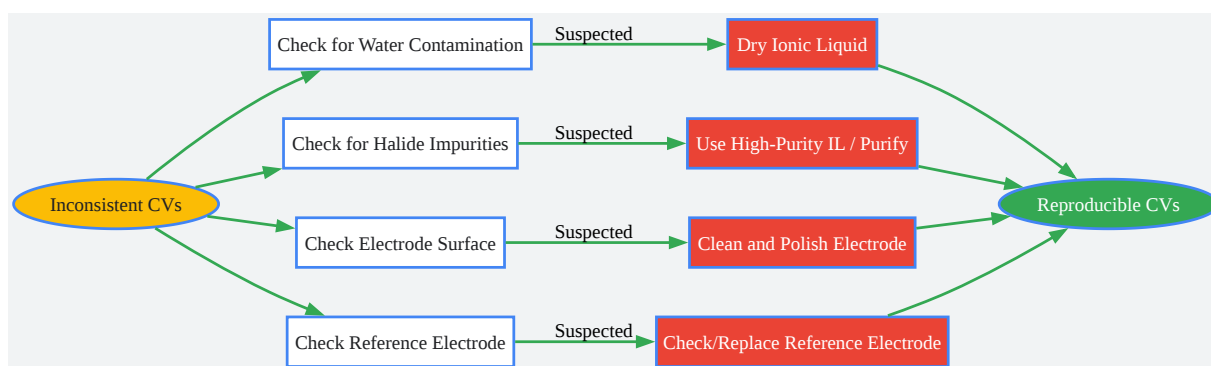 Check for Water Contamination
Suspected
Dry Ionic Liquid
Check for Halide Impurities
Suspected
Use High-Purity IL / Purify
Inconsistent CVs
Reproducible CVs
Check Electrode Surface
Suspected
Clean and Polish Electrode
Check Reference Electrode
Suspected
Check/Replace Reference Electrode